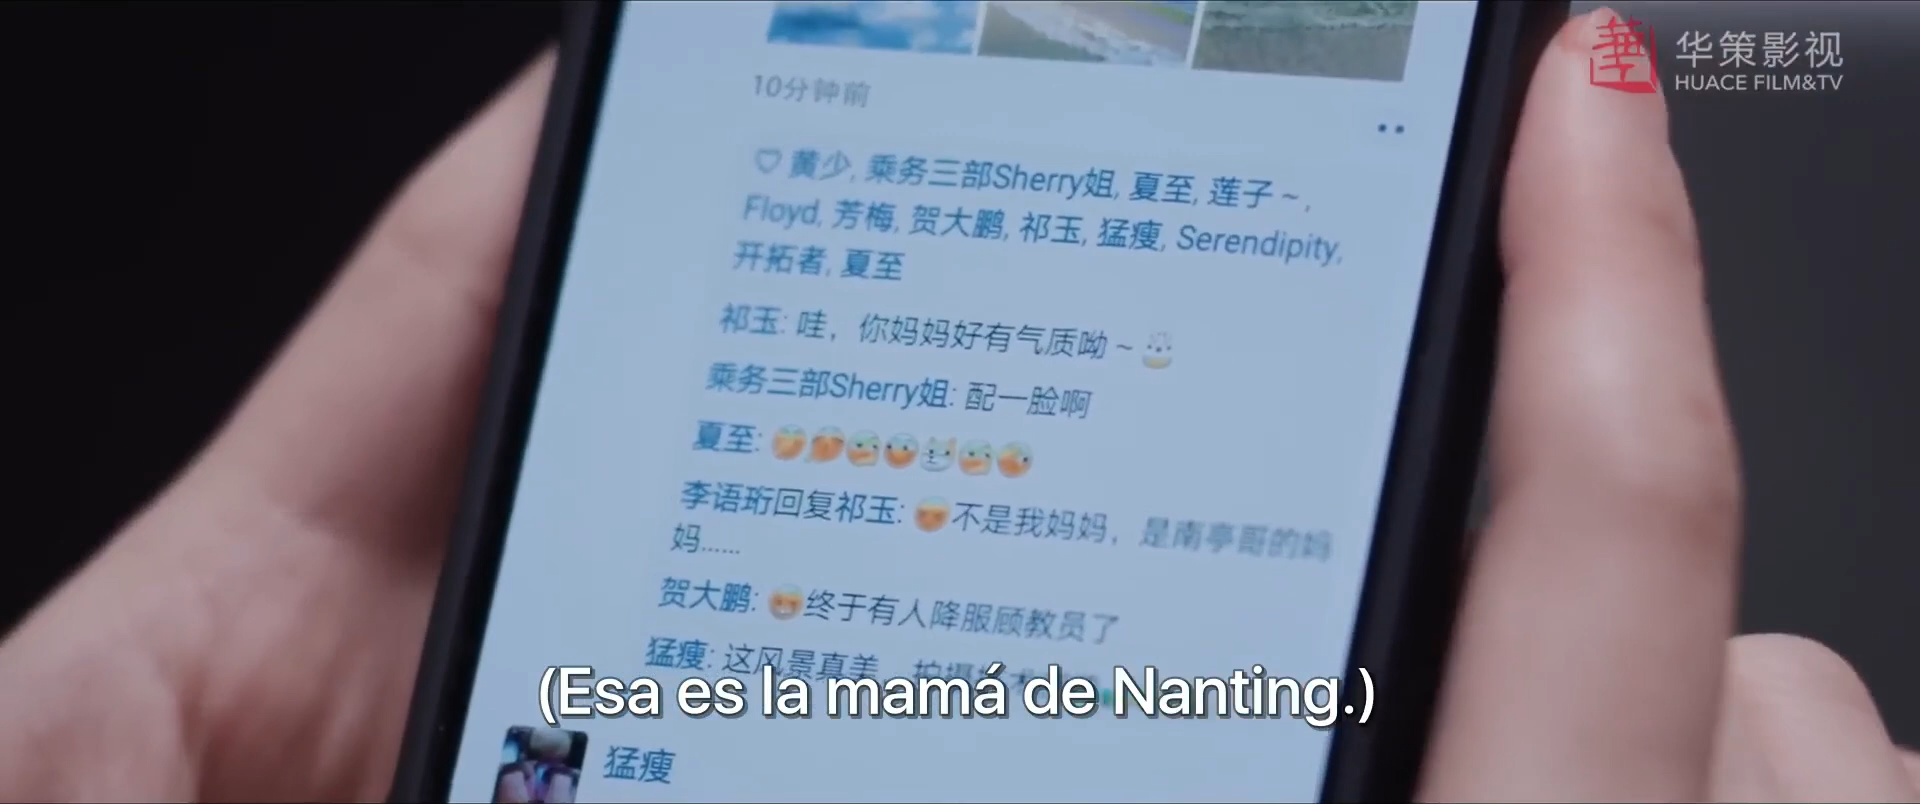 華
华策影视
HUACE FILM&TV
10分钟前
黄少, 乘务三部Sherry姐, 夏至, 莲子~,
Floyd, 芳梅, 贺大鹏, 祁玉, 猛瘦, Serendipity,
开拓者, 夏至
祁玉: 哇，你妈妈好有气质呦~
乘务三部Sherry姐: 配一脸啊
夏至:
李语珩回复祁玉: 不是我妈妈，是南亭哥的妈
妈……
贺大鹏: 终于有人降服顾教员了
猛瘦: 这风景真美
(Esa es la mamá de Nanting.)
猛瘦